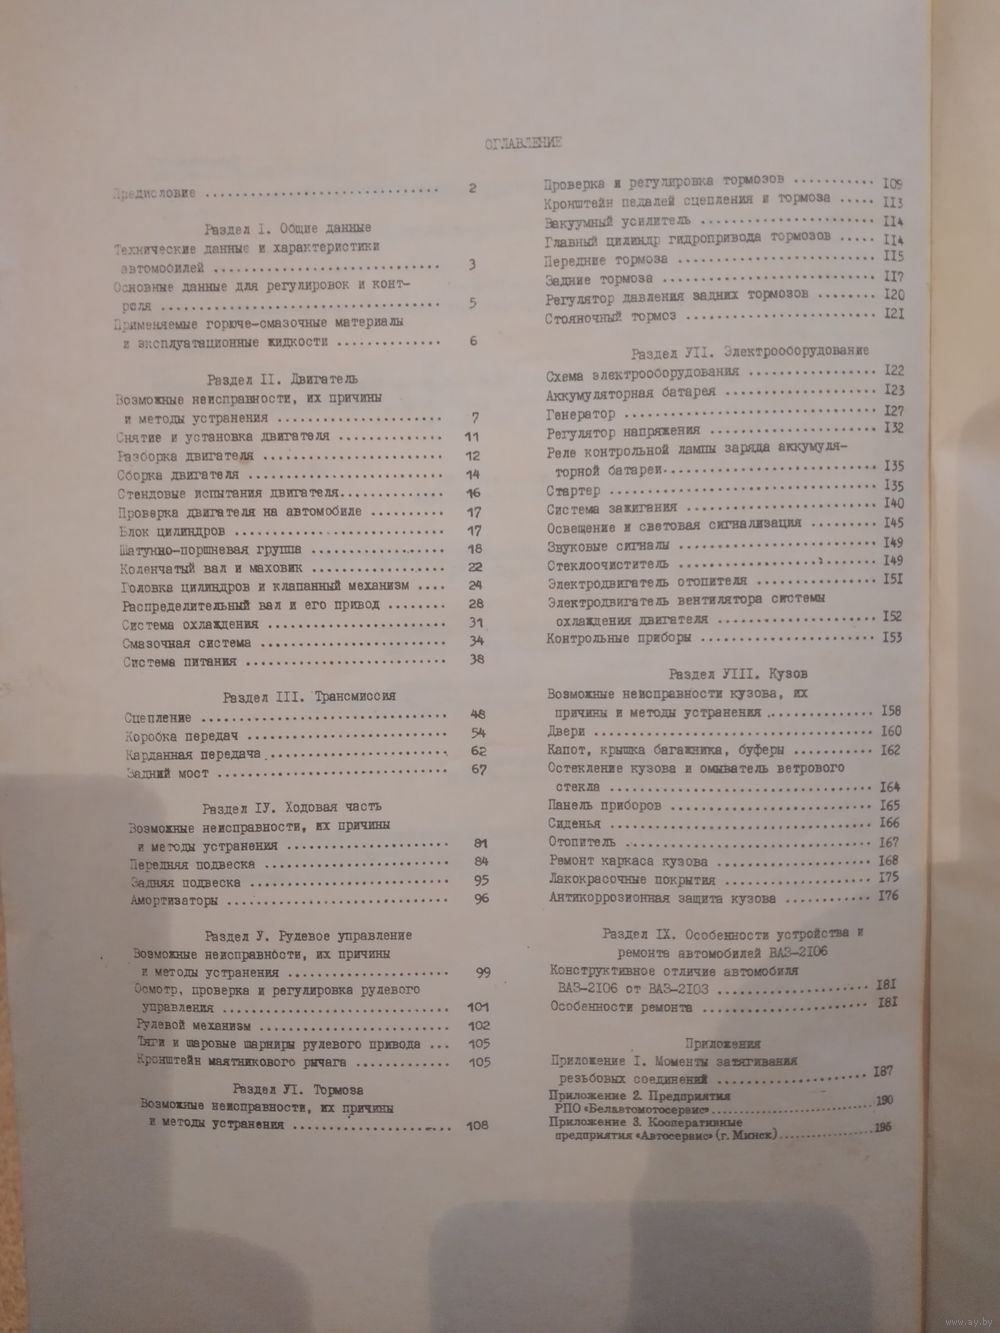 ОГЛАВЛЕНИЕ
Предисловие .......... 2
Раздел I. Общие данные
Технические данные и характеристики
автомобилей .......... 3
Основные данные для регулировок и конт-
роля .......... 5
Применяемые горюче-смазочные материалы
и эксплуатационные жидкости .......... 6
Раздел II. Двигатель
Возможные неисправности, их причины
и методы устранения .......... 7
Снятие и установка двигателя .......... 11
Разборка двигателя .......... 12
Сборка двигателя .......... 14
Стендовые испытания двигателя .......... 16
Проверка двигателя на автомобиле .......... 17
Блок цилиндров .......... 17
Шатунно-поршневая группа .......... 18
Коленчатый вал и маховик .......... 22
Головка цилиндров и клапанный механизм .... 24
Распределительный вал и его привод ........ 28
Система охлаждения .......... 31
Смазочная система .......... 34
Система питания .......... 38
Раздел III. Трансмиссия
Сцепление .......... 48
Коробка передач .......... 54
Карданная передача .......... 62
Задний мост .......... 67
Раздел IУ. Ходовая часть
Возможные неисправности, их причины
и методы устранения .......... 81
Передняя подвеска .......... 84
Задняя подвеска .......... 95
Амортизаторы .......... 96
Раздел У. Рулевое управление
Возможные неисправности, их причины
и методы устранения .......... 99
Осмотр, проверка и регулировка рулевого
управления .......... 101
Рулевой механизм .......... 102
Тяги и шаровые шарниры рулевого привода ... 105
Кронштейн маятникового рычага .......... 105
Раздел УI. Тормоза
Возможные неисправности, их причины
и методы устранения .......... 108
Проверка и регулировка тормозов .......... I09
Кронштейн педалей сцепления и тормоза ..... II3
Вакуумный усилитель .......... II4
Главный цилиндр гидропривода тормозов ..... II4
Передние тормоза .......... II5
Задние тормоза .......... II7
Регулятор давления задних тормозов ........ I20
Стояночный тормоз .......... I2I
Раздел УII. Электрооборудование
Схема электрооборудования .......... I22
Аккумуляторная батарея .......... I23
Генератор .......... I27
Регулятор напряжения .......... I32
Реле контрольной лампы заряда аккумуля-
торной батареи .......... I35
Стартер .......... I35
Система зажигания .......... I40
Освещение и световая сигнализация ......... I45
Звуковые сигналы .......... I49
Стеклоочиститель .......... I49
Электродвигатель отопителя .......... I5I
Электродвигатель вентилятора системы
охлаждения двигателя .......... I52
Контрольные приборы .......... I53
Раздел УIII. Кузов
Возможные неисправности кузова, их
причины и методы устранения .......... I58
Двери .......... I60
Капот, крышка багажника, буферы .......... I62
Остекление кузова и омыватель ветрового
стекла .......... I64
Панель приборов .......... I65
Сиденья .......... I66
Отопитель .......... I67
Ремонт каркаса кузова .......... I68
Лакокрасочные покрытия .......... I75
Антикоррозионная защита кузова .......... I76
Раздел IX. Особенности устройства и
ремонта автомобилей ВАЗ-2I06
Конструктивное отличие автомобиля
ВАЗ-2I06 от ВАЗ-2I03 .......... I8I
Особенности ремонта .......... I8I
Приложения
Приложение I. Моменты затягивания
резьбовых соединений .......... I87
Приложение 2. Предприятия
РПО «Белавтомотосервис» .......... 190
Приложение 3. Кооперативные
предприятия «Автосервис» (г. Минск) .......... 196
www.ay.by